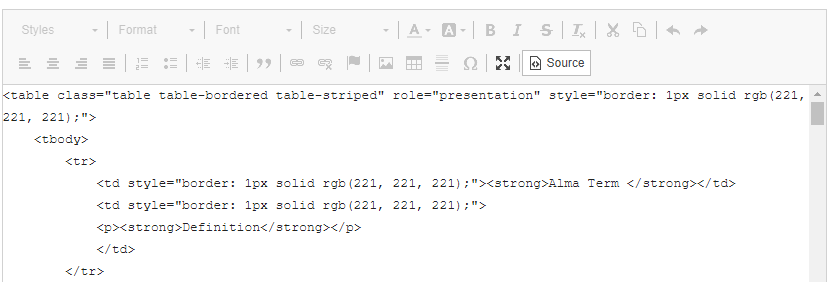 Styles Format Font Size A A B I S Tx
Source
<table class="table table-bordered table-striped" role="presentation" style="border: 1px solid rgb(221,
221, 221);">
<tbody>
<tr>
<td style="border: 1px solid rgb(221, 221, 221);"><strong>Alma Term </strong></td>
<td style="border: 1px solid rgb(221, 221, 221);">
<p><strong>Definition</strong></p>
</td>
</tr>